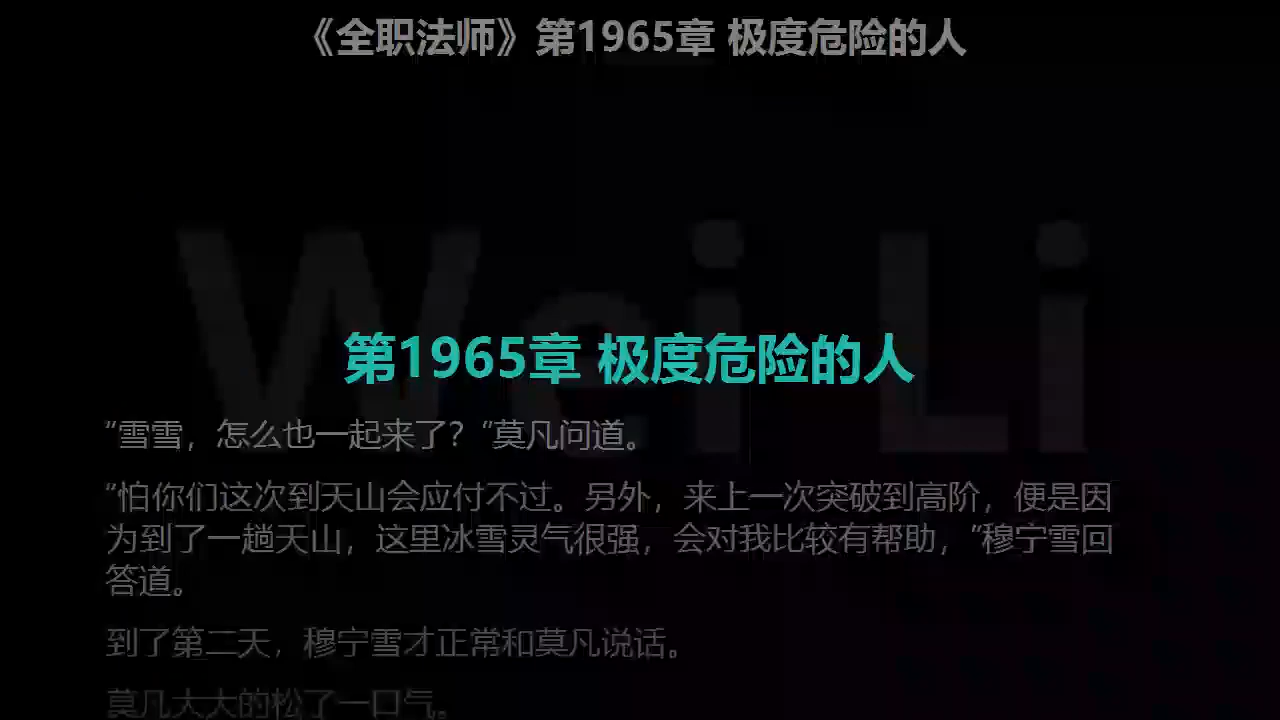 《全职法师》第1965章 极度危险的人
Wei Li
第1965章 极度危险的人
“雪雪，怎么也一起来了？“莫凡问道。
“怕你们这次到天山会应付不过。另外，来上一次突破到高阶，便是因
为到了一趟天山，这里冰雪灵气很强，会对我比较有帮助，“穆宁雪回
答道。
到了第二天，穆宁雪才正常和莫凡说话。
莫凡大大的松了一口气。